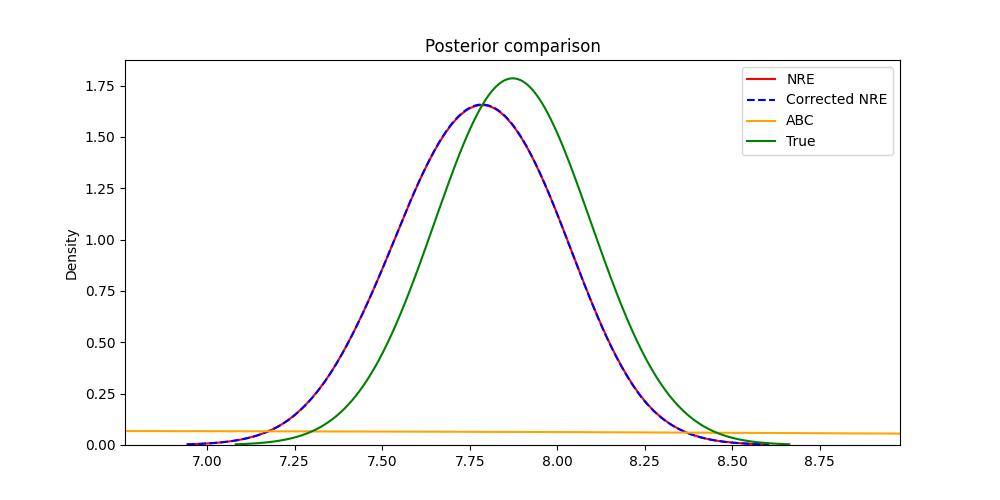 Posterior comparison
NRE
Corrected NRE
ABC
True
Density
1.75
1.50
1.25
1.00
0.75
0.50
0.25
0.00
7.00 7.25 7.50 7.75 8.00 8.25 8.50 8.75